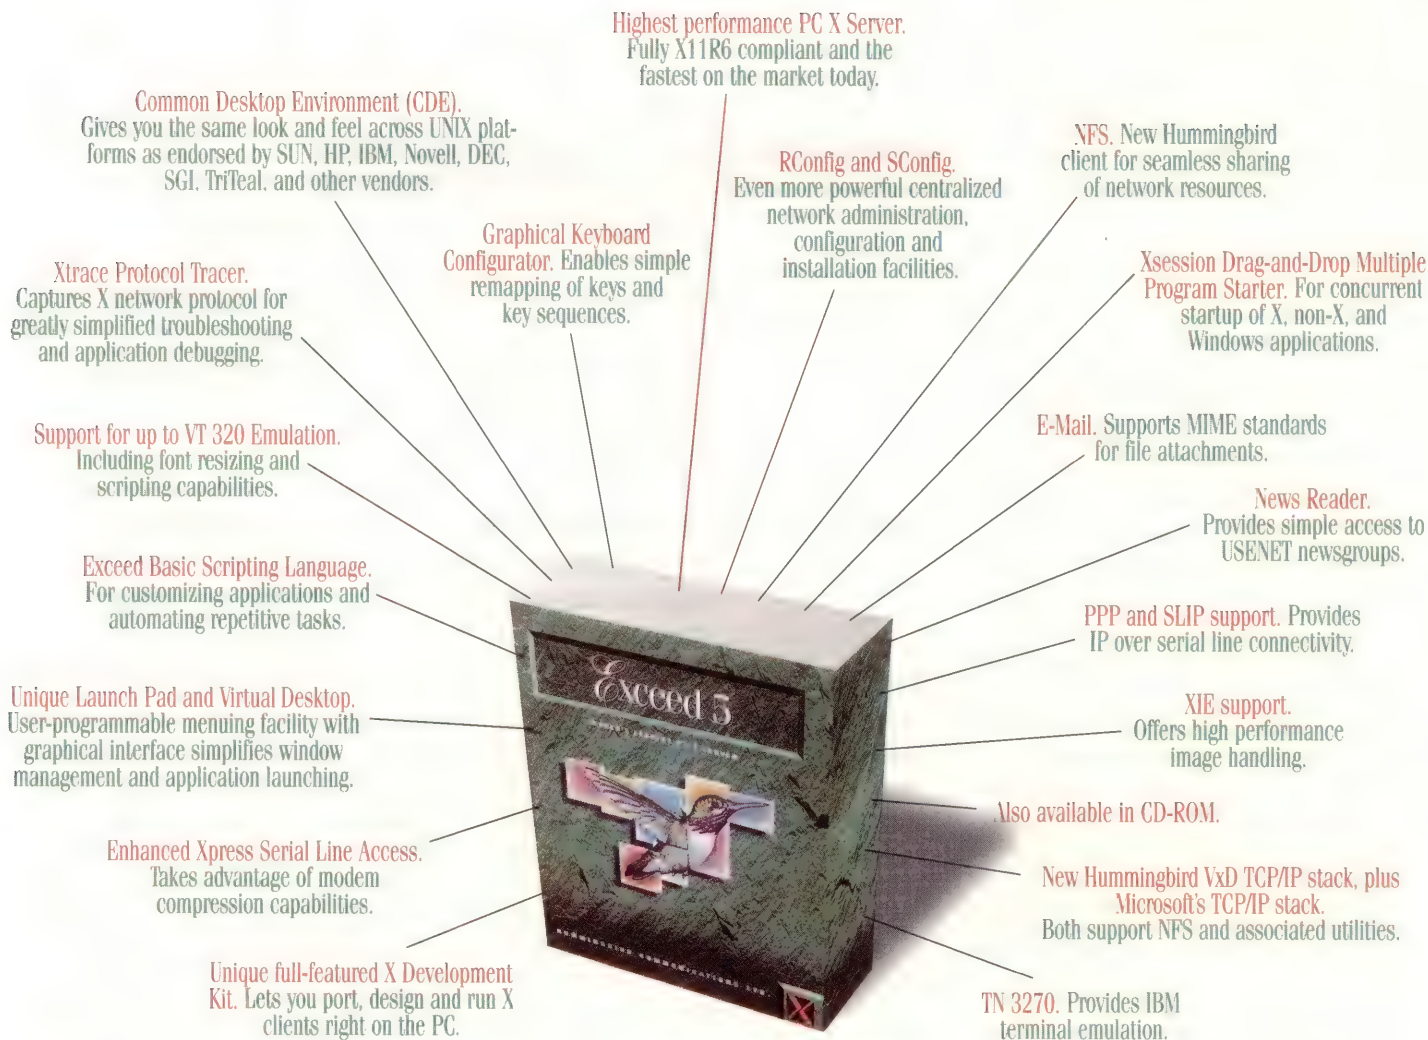 Highest performance PC X Server.
Fully X11R6 compliant and the
fastest on the market today.
Common Desktop Environment (CDE).
Gives you the same look and feel across UNIX plat-
forms as endorsed by SUN, HP, IBM, Novell, DEC,
SGI, TriTeal, and other vendors.
NFS. New Hummingbird
client for seamless sharing
of network resources.
RConfig and SConfig.
Even more powerful centralized
network administration,
configuration and
installation facilities.
Graphical Keyboard
Configurator. Enables simple
remapping of keys and
key sequences.
Xsession Drag-and-Drop Multiple
Program Starter. For concurrent
startup of X, non-X, and
Windows applications.
Xtrace Protocol Tracer.
Captures X network protocol for
greatly simplified troubleshooting
and application debugging.
E-Mail. Supports MIME standards
for file attachments.
Support for up to VT 320 Emulation.
Including font resizing and
scripting capabilities.
News Reader.
Provides simple access to
USENET newsgroups.
Exceed Basic Scripting Language.
For customizing applications and
automating repetitive tasks.
PPP and SLIP support. Provides
IP over serial line connectivity.
Unique Launch Pad and Virtual Desktop.
User-programmable menuing facility with
graphical interface simplifies window
management and application launching.
XIE support.
Offers high performance
image handling.
Exceed 5
Also available in CD-ROM.
Enhanced Xpress Serial Line Access.
Takes advantage of modem
compression capabilities.
New Hummingbird VxD TCP/IP stack, plus
Microsoft's TCP/IP stack.
Both support NFS and associated utilities.
Unique full-featured X Development
Kit. Lets you port, design and run X
clients right on the PC.
HUMMINGBIRD COMMUNICATIONS LTD.
X
TN 3270. Provides IBM
terminal emulation.